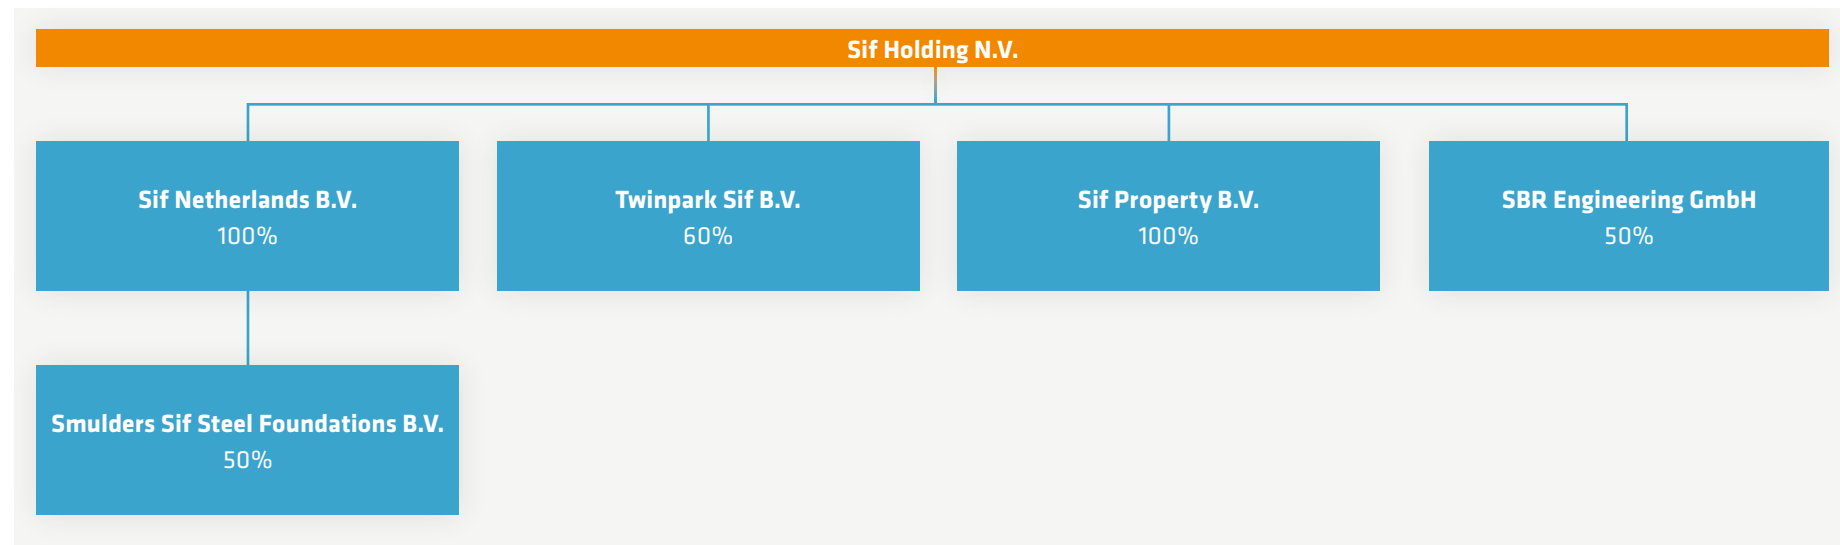 Sif Holding N.V.
Sif Netherlands B.V.
100%
Twinpark Sif B.V.
60%
Sif Property B.V.
100%
SBR Engineering GmbH
50%
Smulders Sif Steel Foundations B.V.
50%